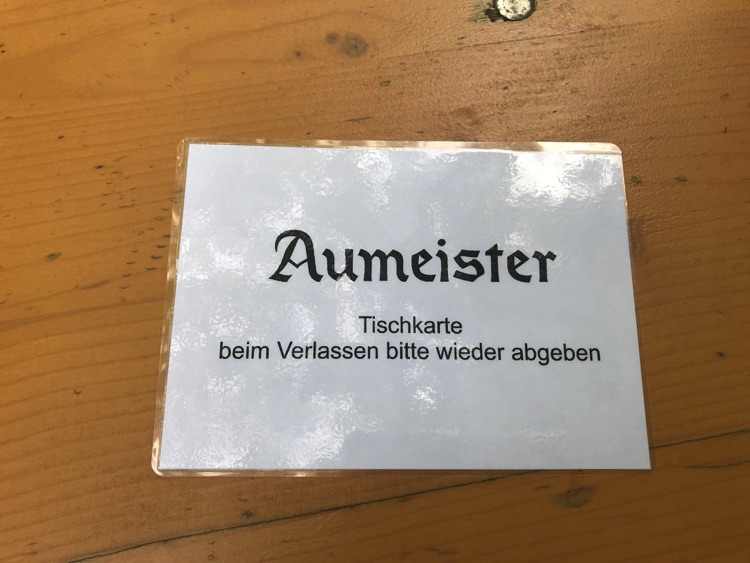 Aumeister
Tischkarte
beim Verlassen bitte wieder abgeben